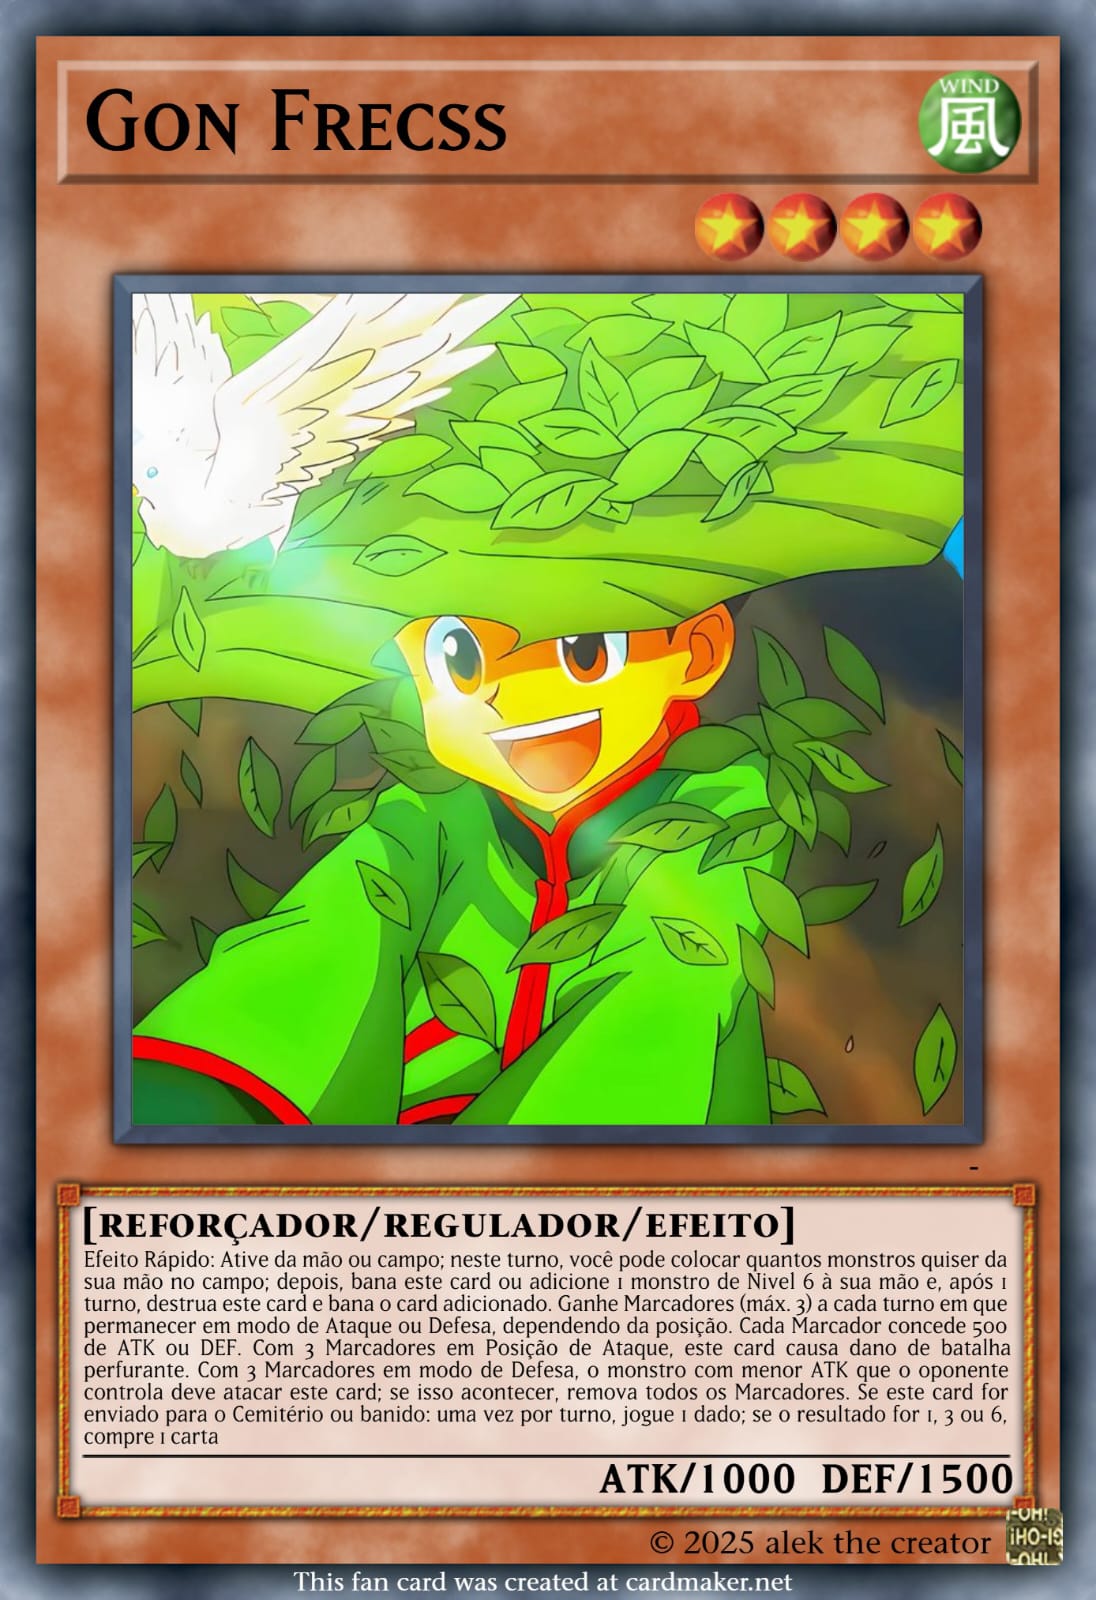 Gon Frecss
WIND
風
-
[REFORÇADOR/REGULADOR/EFEITO]
Efeito Rápido: Ative da mão ou campo; neste turno, você pode colocar quantos monstros quiser da
sua mão no campo; depois, bana este card ou adicione 1 monstro de Nivel 6 à sua mão e, após 1
turno, destrua este card e bana o card adicionado. Ganhe Marcadores (máx. 3) a cada turno em que
permanecer em modo de Ataque ou Defesa, dependendo da posição. Cada Marcador concede 500
de ATK ou DEF. Com 3 Marcadores em Posição de Ataque, este card causa dano de batalha
perfurante. Com 3 Marcadores em modo de Defesa, o monstro com menor ATK que o oponente
controla deve atacar este card; se isso acontecer, remova todos os Marcadores. Se este card for
enviado para o Cemitério ou banido: uma vez por turno, jogue 1 dado; se o resultado for 1, 3 ou 6,
compre 1 carta
ATK/1000 DEF/1500
© 2025 alek the creator
This fan card was created at cardmaker.net